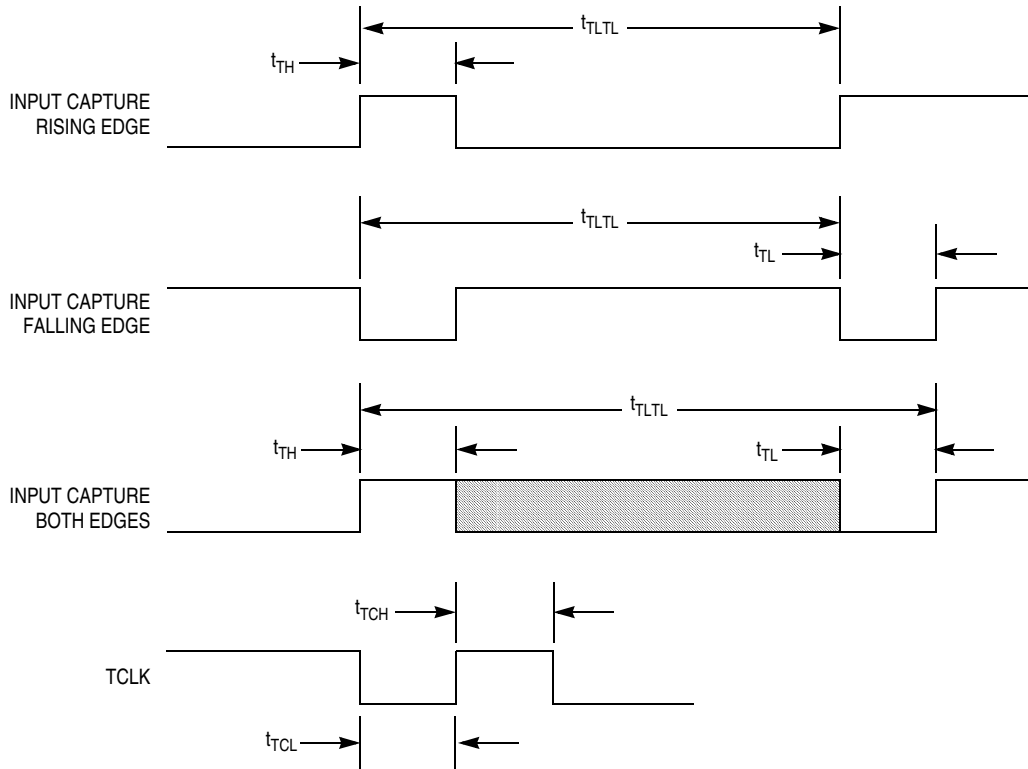 tTLTL
tTH
INPUT CAPTURE
RISING EDGE
tTLTL
tTL
INPUT CAPTURE
FALLING EDGE
tTLTL
tTH
tTL
INPUT CAPTURE
BOTH EDGES
tTCH
TCLK
tTCL